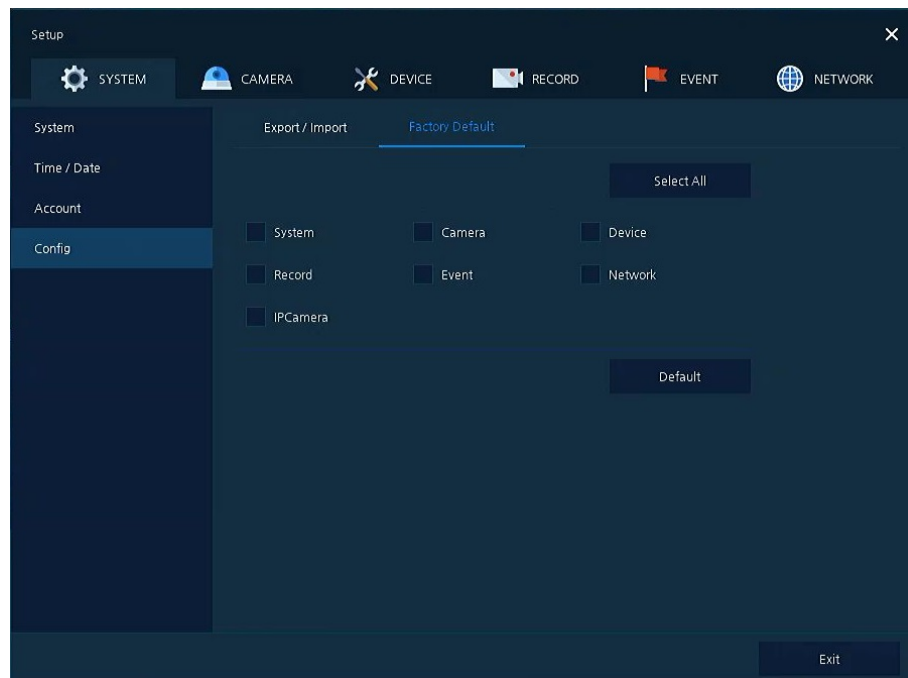 Setup
SYSTEM CAMERA DEVICE RECORD EVENT NETWORK
System
Time / Date
Account
Config
Export / Import Factory Default
Select All
System Camera Device
Record Event Network
IPCamera
Default
Exit